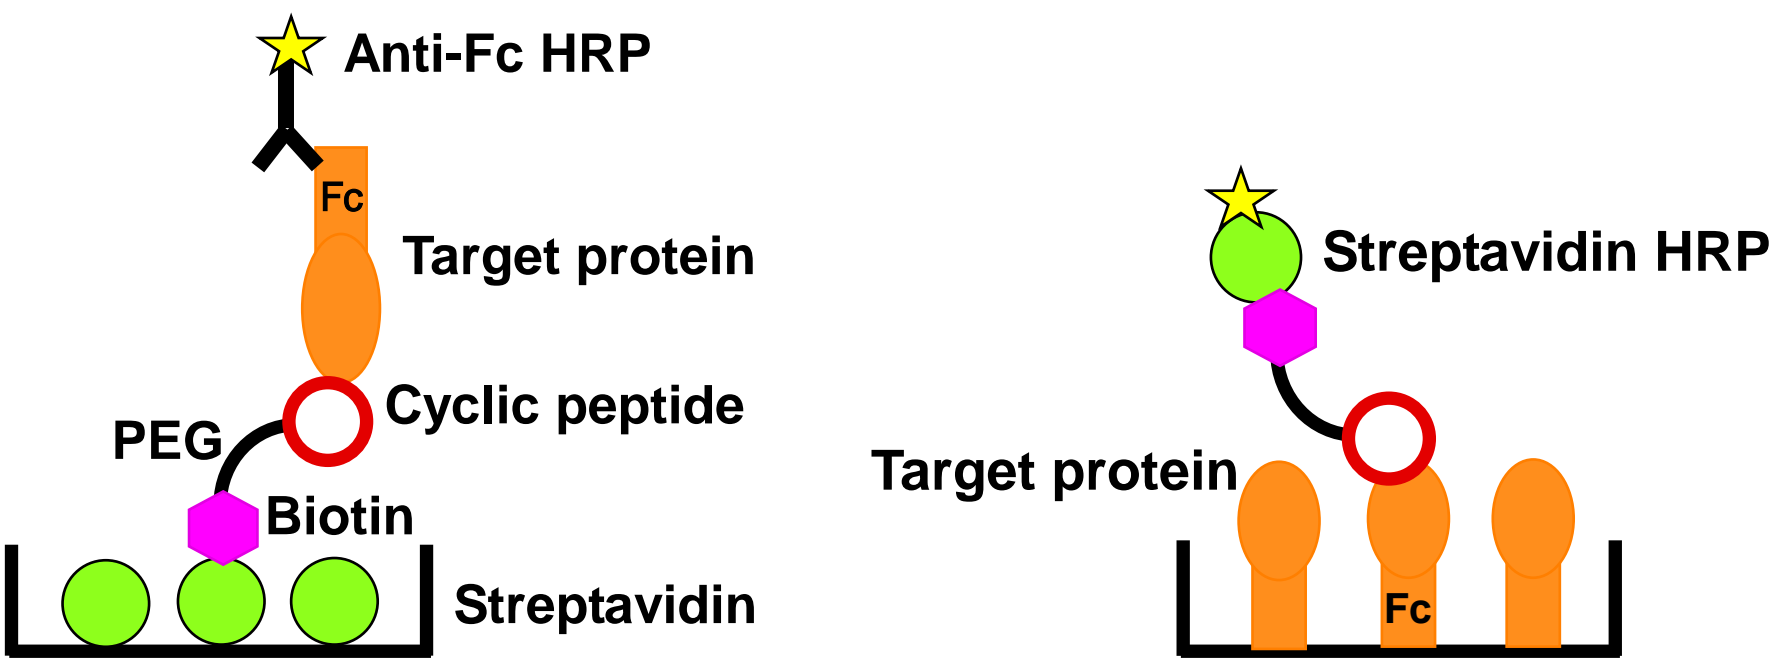 Anti-Fc HRP
Fc
Target protein
Cyclic peptide
PEG
Biotin
Streptavidin
Streptavidin HRP
Target protein
Fc